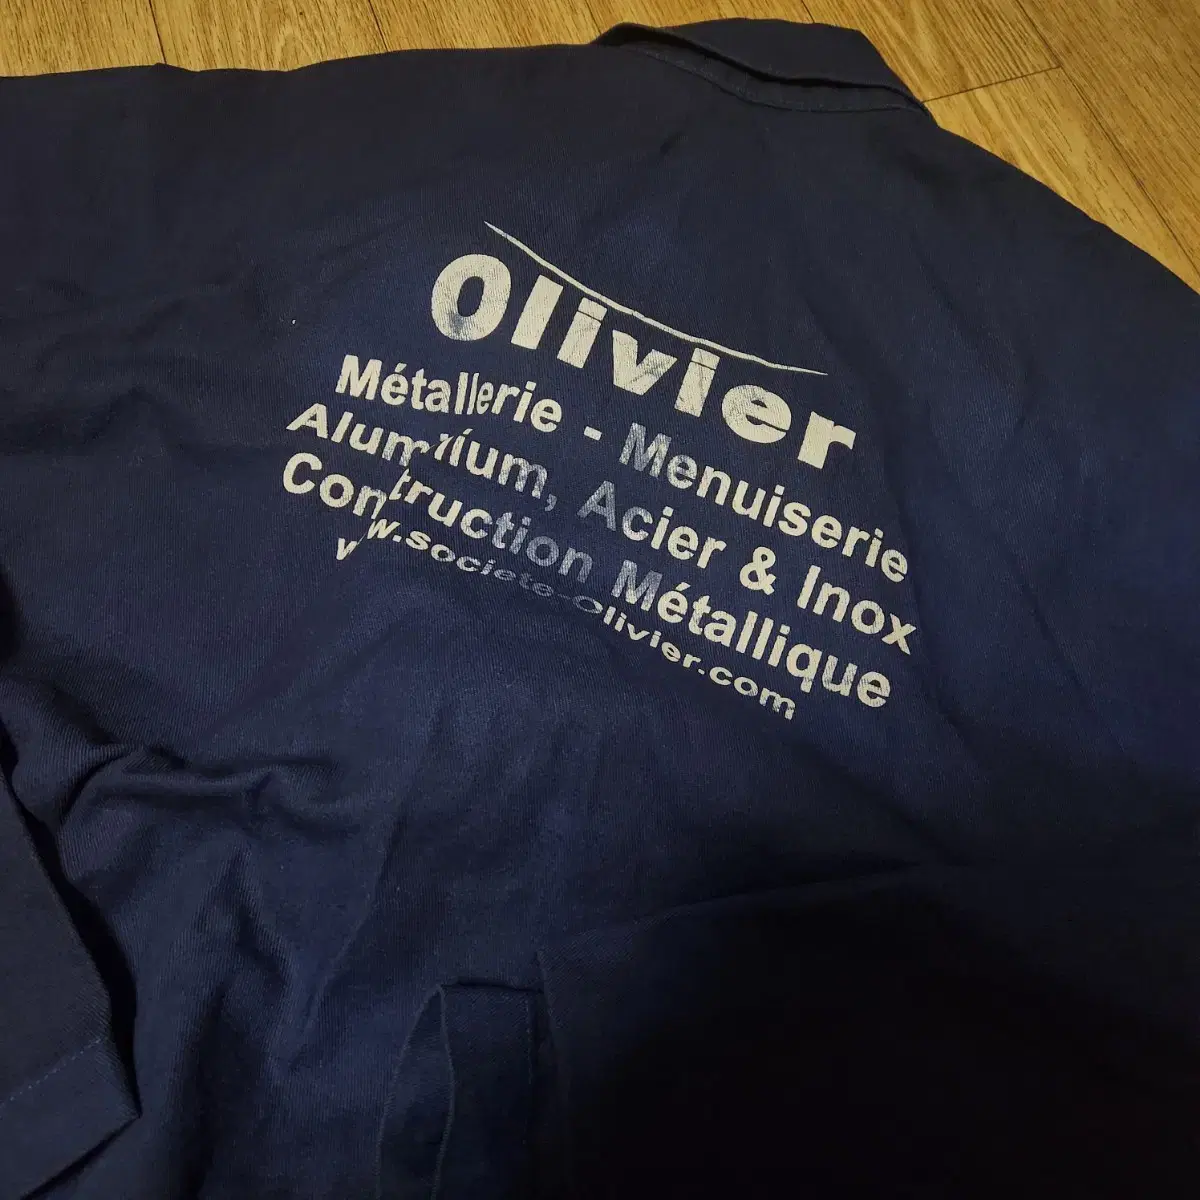 Olivier
Métallerie - Menuiserie
Aluminium, Acier & Inox
Construction Métallique
www.societe-olivier.com